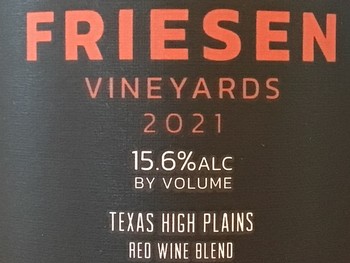 FRIESEN
VINEYARDS
2021
15.6% ALC
BY VOLUME
TEXAS HIGH PLAINS
RED WINE BLEND